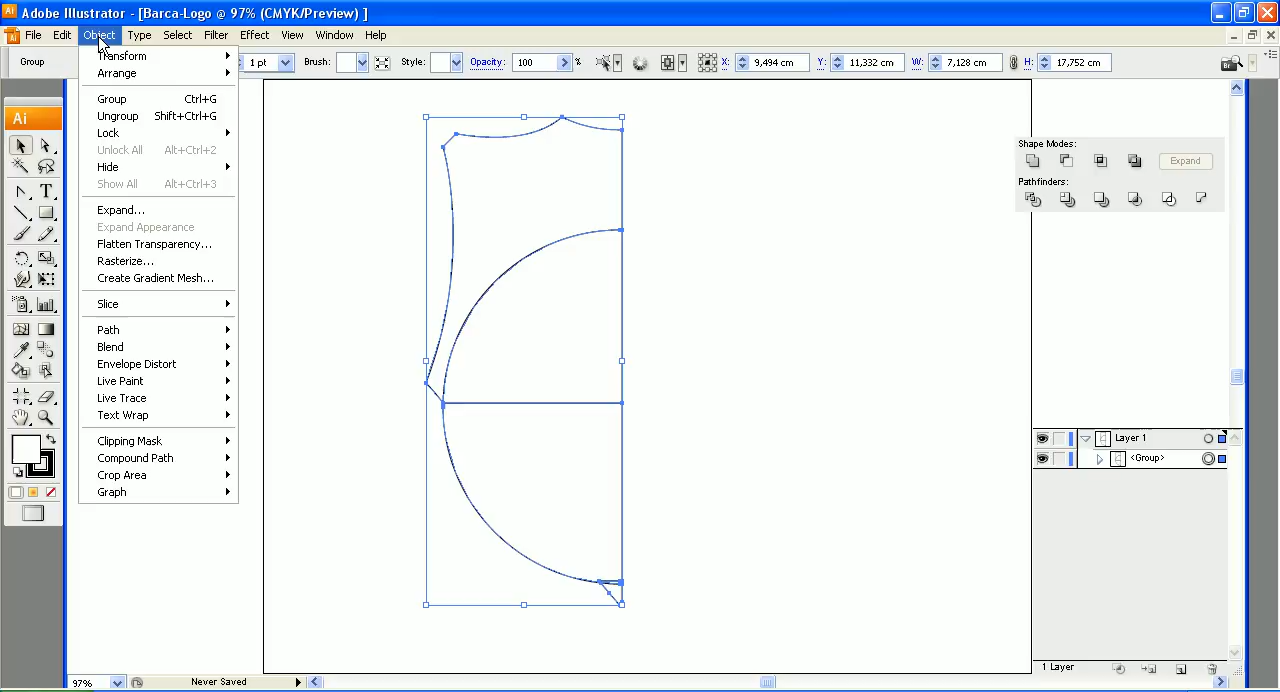 Adobe Illustrator - [Barca-Logo @ 97% (CMYK/Preview) ]
File Edit Object Type Select Filter Effect View Window Help
Group 1 pt Brush: Style: Opacity: 100 % X: 9,494 cm Y: 11,332 cm W: 7,128 cm H: 17,752 cm
Transform
Arrange
Group Ctrl+G
Ungroup Shift+Ctrl+G
Lock
Unlock All Alt+Ctrl+2
Hide
Show All Alt+Ctrl+3
Expand...
Expand Appearance
Flatten Transparency...
Rasterize...
Create Gradient Mesh...
Slice
Path
Blend
Envelope Distort
Live Paint
Live Trace
Text Wrap
Clipping Mask
Compound Path
Crop Area
Graph
Ai
Shape Modes:
Expand
Pathfinders:
Layer 1
<Group>
1 Layer
97% Never Saved